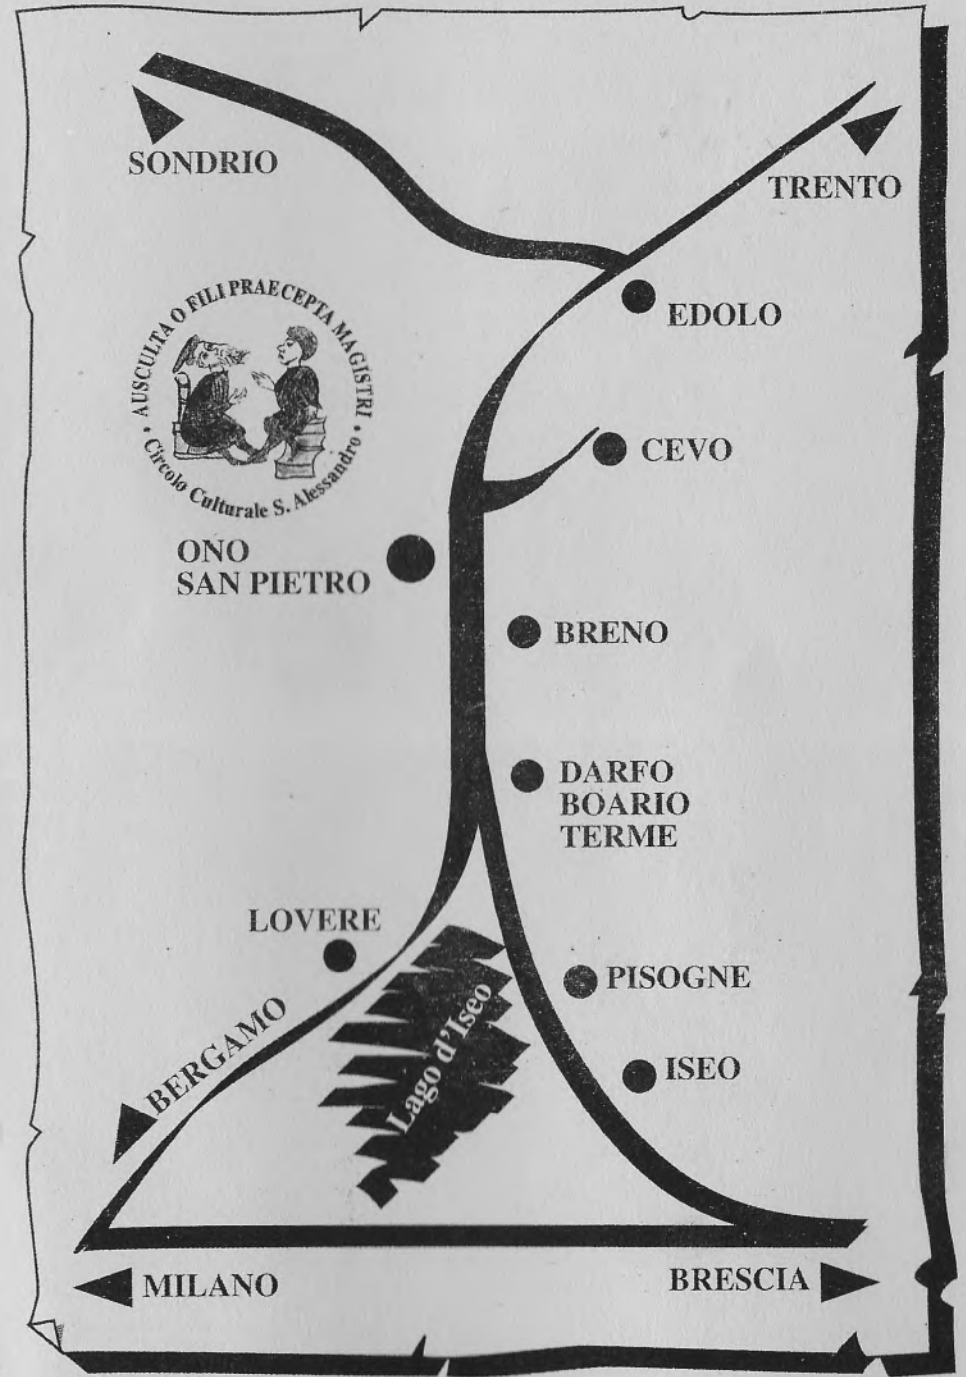 SONDRIO
TRENTO
EDOLO
• AUSCULTA O FILI PRAECEPTA MAGISTRI •
Circolo Culturale S. Alessandro
CEVO
ONO
SAN PIETRO
BRENO
DARFO
BOARIO
TERME
LOVERE
PISOGNE
Lago d'Iseo
BERGAMO
ISEO
MILANO
BRESCIA